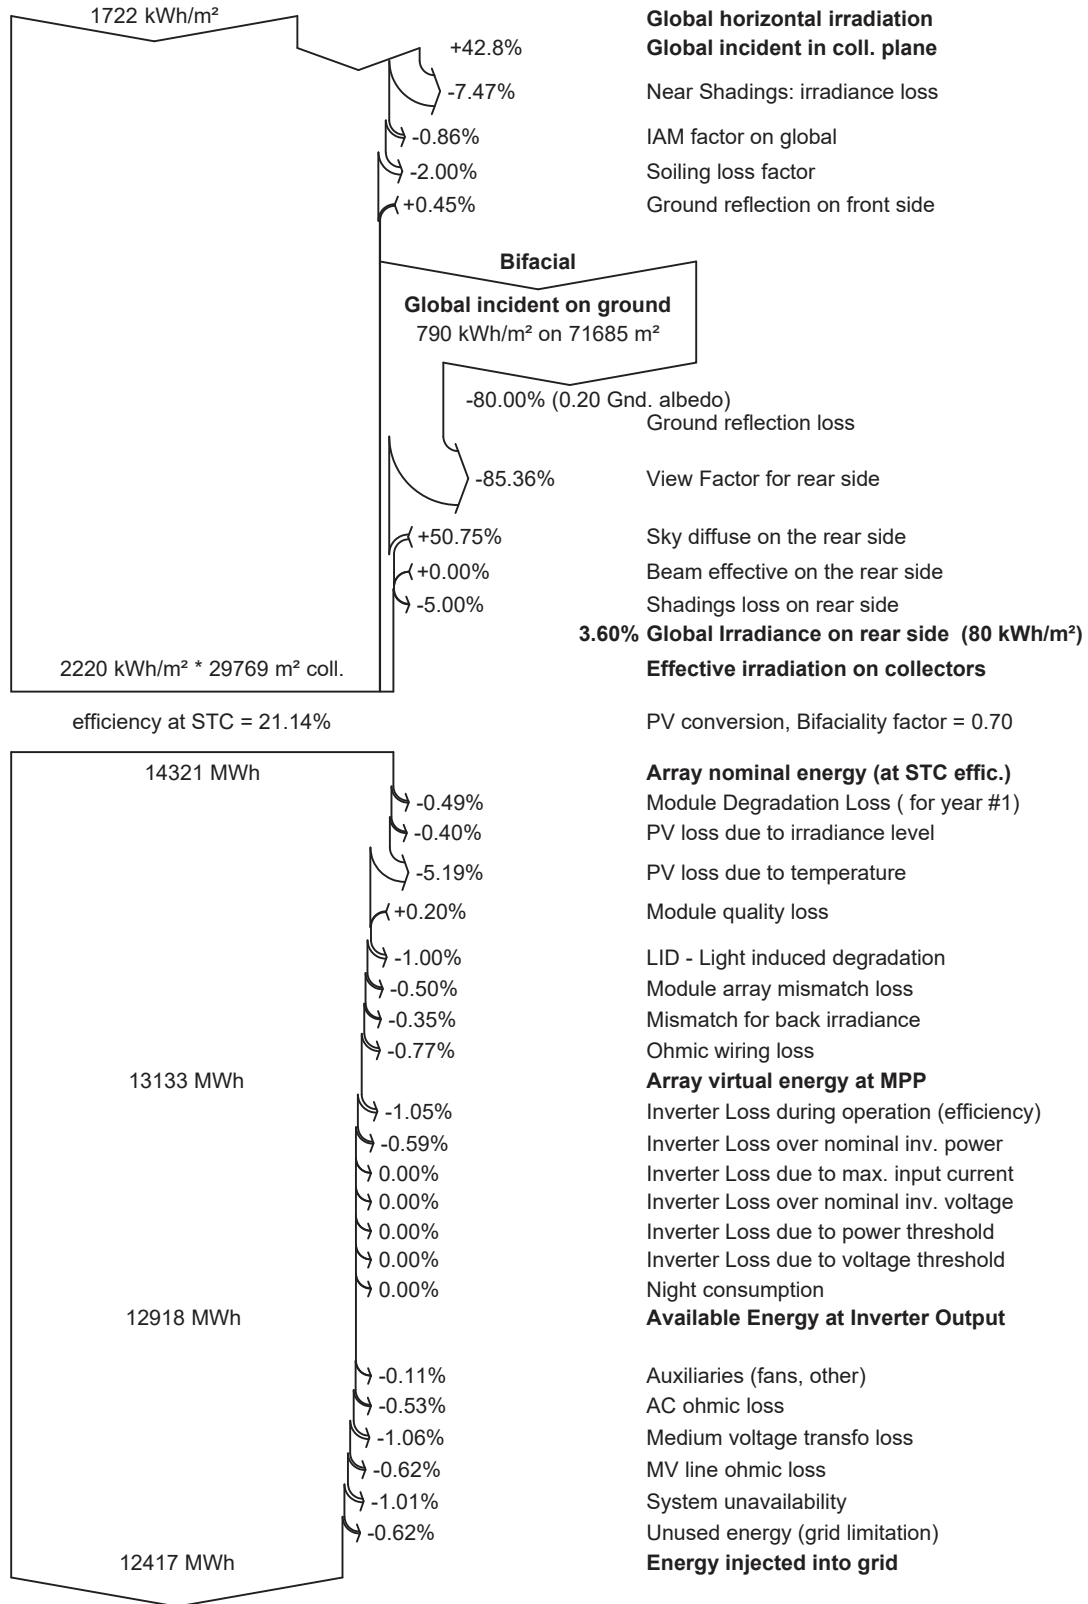 1722 kWh/m² Global horizontal irradiation
+42.8% Global incident in coll. plane
-7.47% Near Shadings: irradiance loss
-0.86% IAM factor on global
-2.00% Soiling loss factor
+0.45% Ground reflection on front side
Bifacial
Global incident on ground
790 kWh/m² on 71685 m²
-80.00% (0.20 Gnd. albedo)
Ground reflection loss
-85.36% View Factor for rear side
+50.75% Sky diffuse on the rear side
+0.00% Beam effective on the rear side
-5.00% Shadings loss on rear side
3.60% Global Irradiance on rear side (80 kWh/m²)
2220 kWh/m² * 29769 m² coll. Effective irradiation on collectors
efficiency at STC = 21.14% PV conversion, Bifaciality factor = 0.70
14321 MWh Array nominal energy (at STC effic.)
-0.49% Module Degradation Loss ( for year #1)
-0.40% PV loss due to irradiance level
-5.19% PV loss due to temperature
+0.20% Module quality loss
-1.00% LID - Light induced degradation
-0.50% Module array mismatch loss
-0.35% Mismatch for back irradiance
-0.77% Ohmic wiring loss
13133 MWh Array virtual energy at MPP
-1.05% Inverter Loss during operation (efficiency)
-0.59% Inverter Loss over nominal inv. power
0.00% Inverter Loss due to max. input current
0.00% Inverter Loss over nominal inv. voltage
0.00% Inverter Loss due to power threshold
0.00% Inverter Loss due to voltage threshold
0.00% Night consumption
12918 MWh Available Energy at Inverter Output
-0.11% Auxiliaries (fans, other)
-0.53% AC ohmic loss
-1.06% Medium voltage transfo loss
-0.62% MV line ohmic loss
-1.01% System unavailability
-0.62% Unused energy (grid limitation)
12417 MWh Energy injected into grid